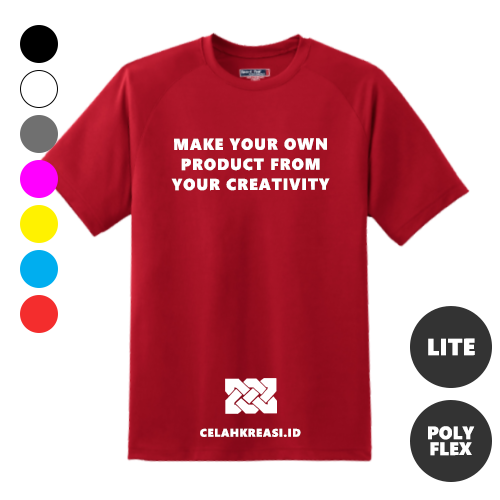 MAKE YOUR OWN
PRODUCT FROM
YOUR CREATIVITY
LITE
POLY
FLEX
CELAHKREASI.ID